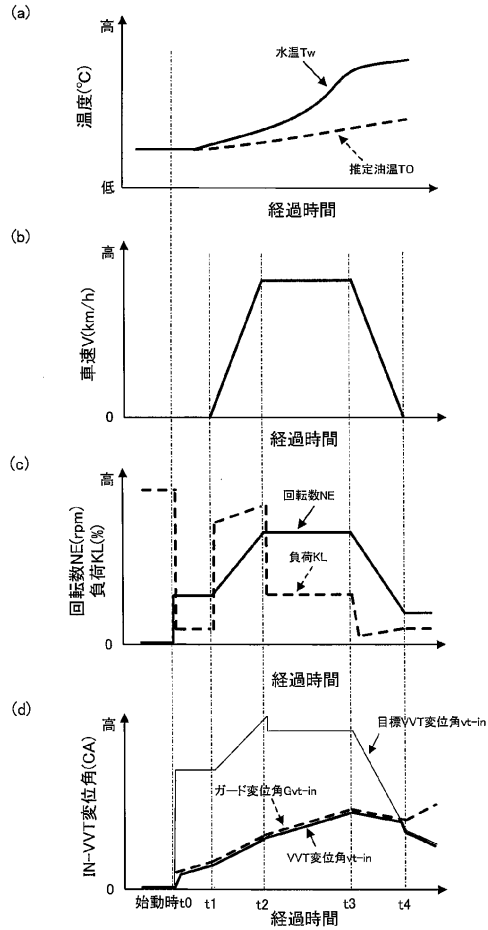 (a)
高
水温Tw
温度(℃)
推定油温TO
低
経過時間
(b)
高
車速V(km/h)
0
経過時間
(c)
高
回転数NE
回転数NE(rpm)
負荷KL(%)
負荷KL
0
経過時間
(d)
高
目標VVT変位角vt-in
IN-VVT変位角(CA)
ガード変位角Gvt-in
VVT変位角vt-in
0
始動時t0 t1 t2 t3 t4
経過時間